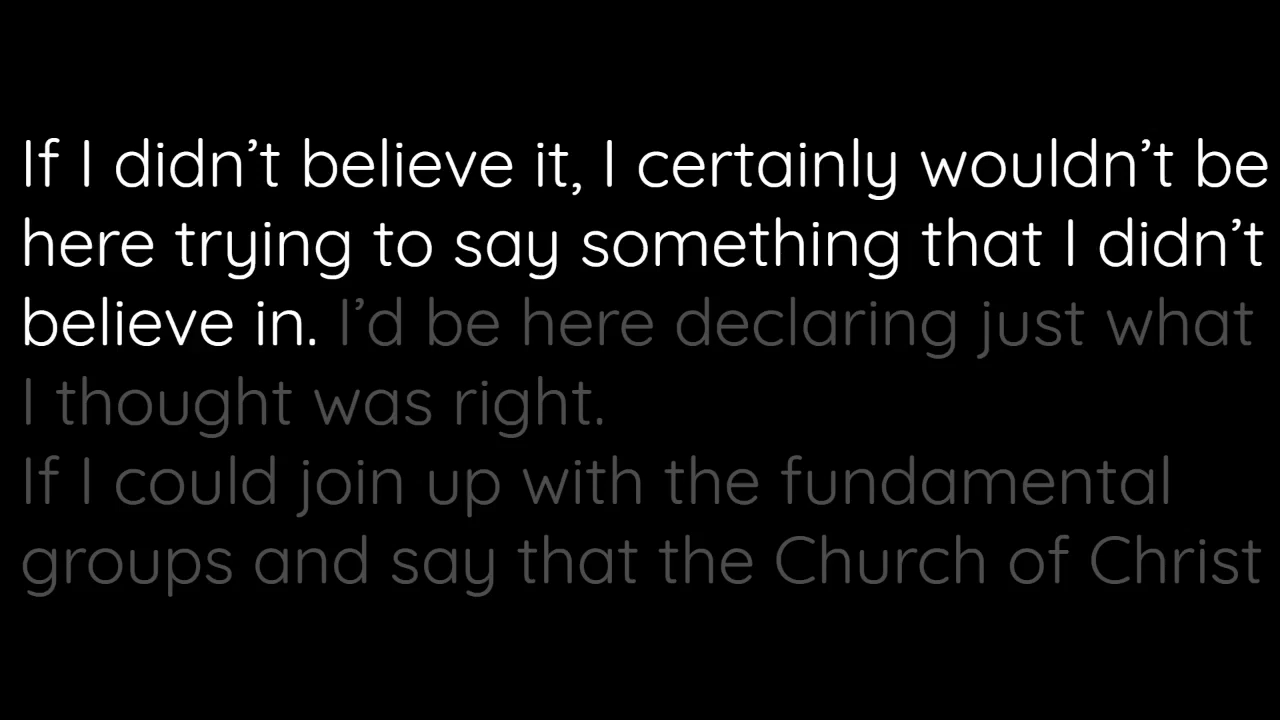 If I didn’t believe it, I certainly wouldn’t be
here trying to say something that I didn’t
believe in. I’d be here declaring just what
I thought was right.
If I could join up with the fundamental
groups and say that the Church of Christ